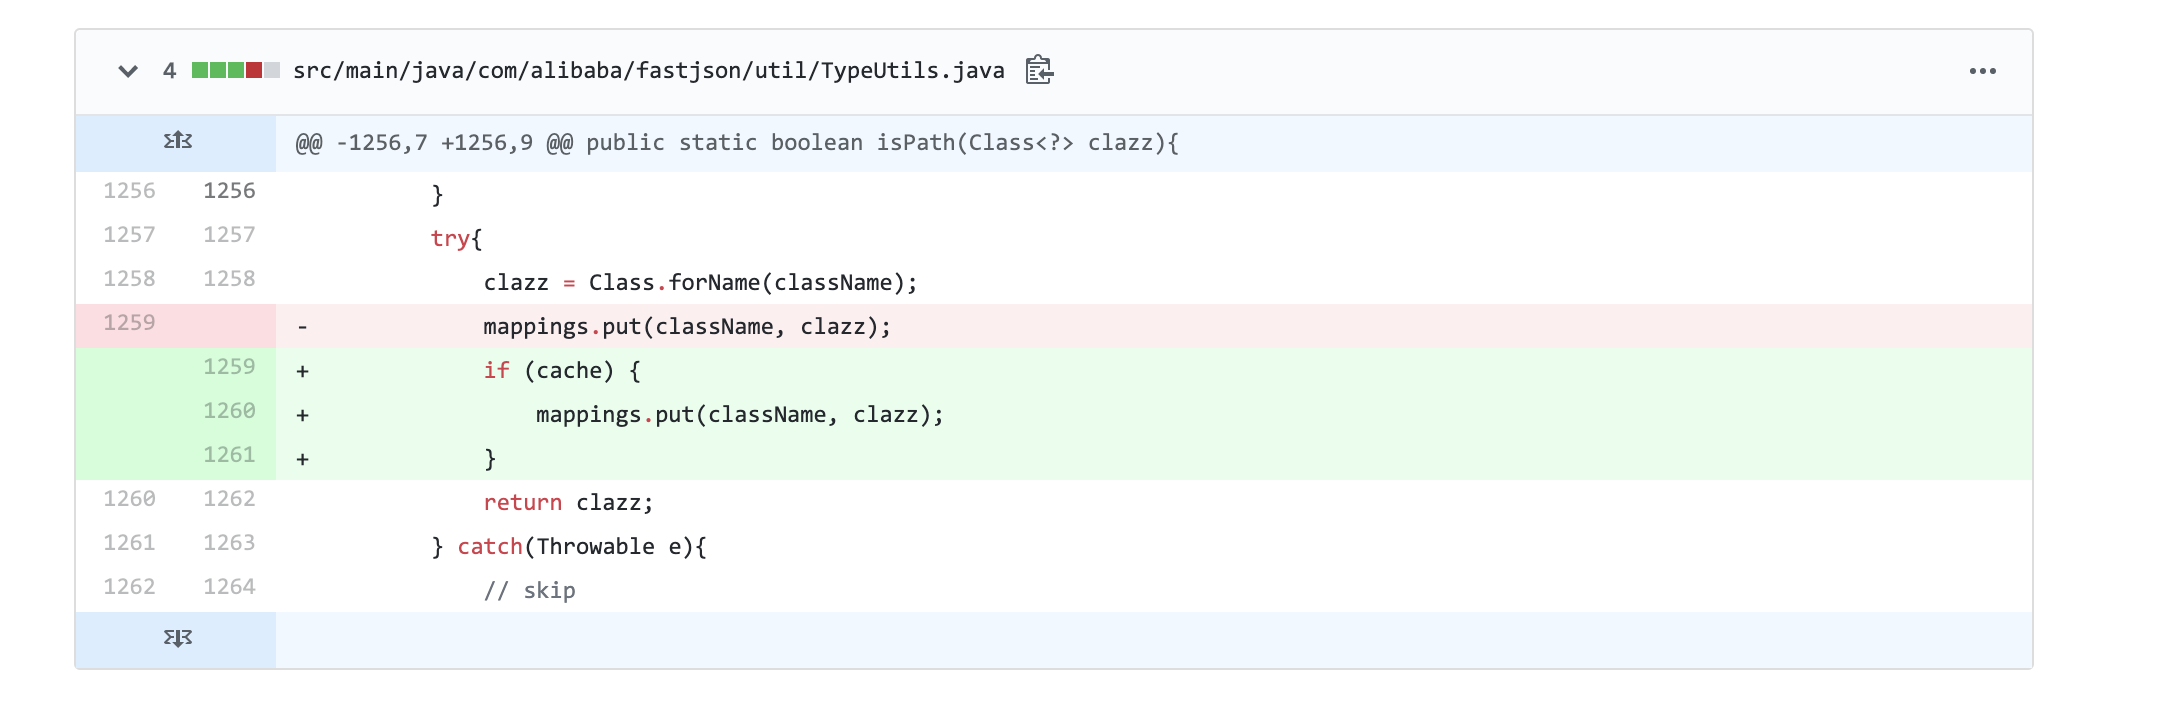 4 src/main/java/com/alibaba/fastjson/util/TypeUtils.java
@@ -1256,7 +1256,9 @@ public static boolean isPath(Class<?> clazz){
1256 1256 }
1257 1257 try{
1258 1258 clazz = Class.forName(className);
1259 - mappings.put(className, clazz);
1259 + if (cache) {
1260 + mappings.put(className, clazz);
1261 + }
1260 1262 return clazz;
1261 1263 } catch(Throwable e){
1262 1264 // skip